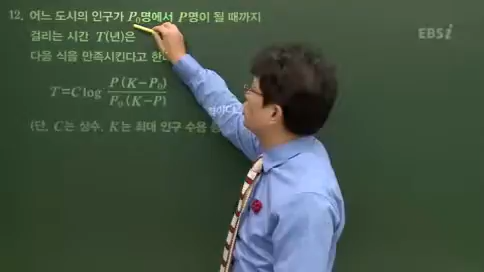 12. 어느 도시의 인구가 P₀명에서 P명이 될 때까지
걸리는 시간 T(년)은
다음 식을 만족시킨다고 한
T=C log P(K−P₀) / P₀(K−P)
(단, C는 상수, K는 최대 인구 수용
EBSi